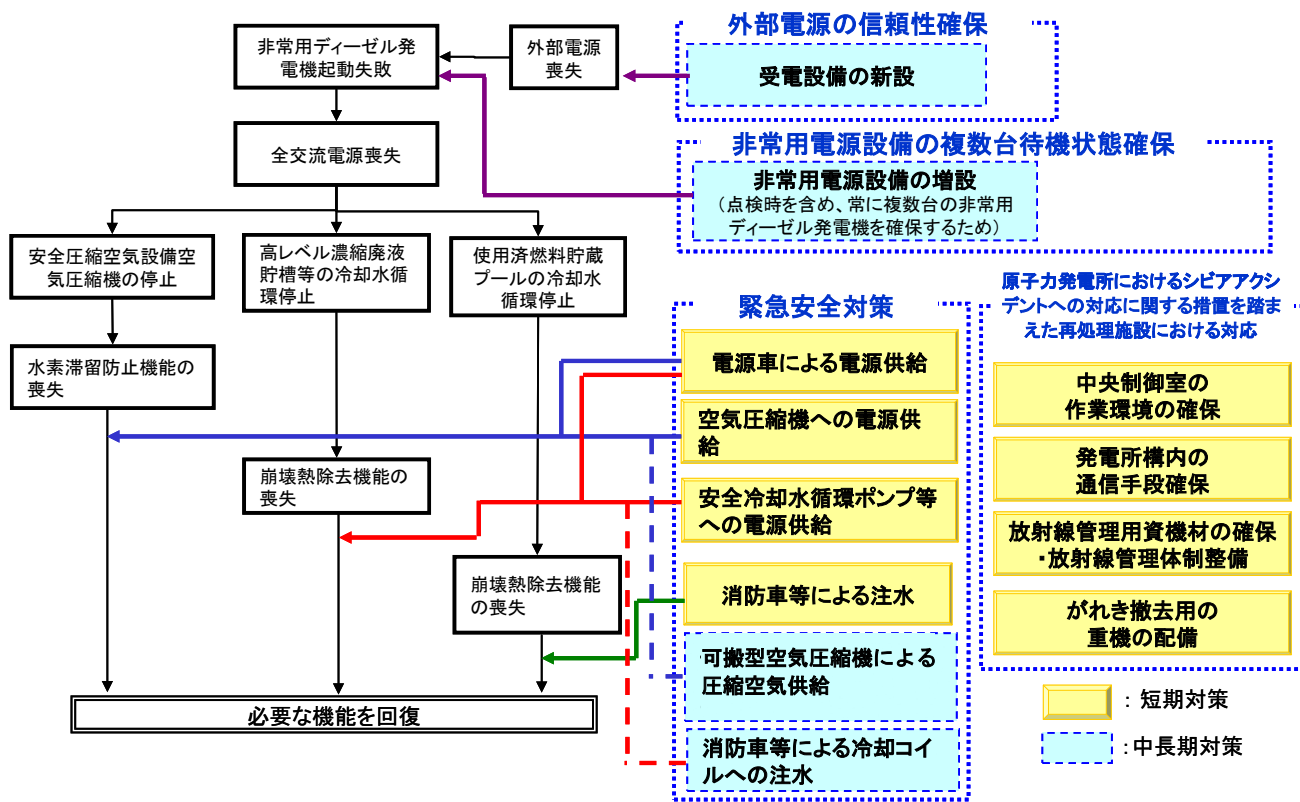 非常用ディーゼル発
電機起動失敗
外部電源
喪失
外部電源の信頼性確保
受電設備の新設
全交流電源喪失
非常用電源設備の複数台待機状態確保
非常用電源設備の増設
(点検時を含め、常に複数台の非常用
ディーゼル発電機を確保するため)
安全圧縮空気設備空
気圧縮機の停止
高レベル濃縮廃液
貯槽等の冷却水循
環停止
使用済燃料貯蔵
プールの冷却水
循環停止
水素滞留防止機能の
喪失
崩壊熱除去機能の
喪失
崩壊熱除去機能
の喪失
必要な機能を回復
緊急安全対策
電源車による電源供給
空気圧縮機への電源供
給
安全冷却水循環ポンプ等
への電源供給
消防車等による注水
可搬型空気圧縮機による
圧縮空気供給
消防車等による冷却コイ
ルへの注水
原子力発電所におけるシビアアクシ
デントへの対応に関する措置を踏ま
えた再処理施設における対応
中央制御室の
作業環境の確保
発電所構内の
通信手段確保
放射線管理用資機材の確保
・放射線管理体制整備
がれき撤去用の
重機の配備
：短期対策
：中長期対策